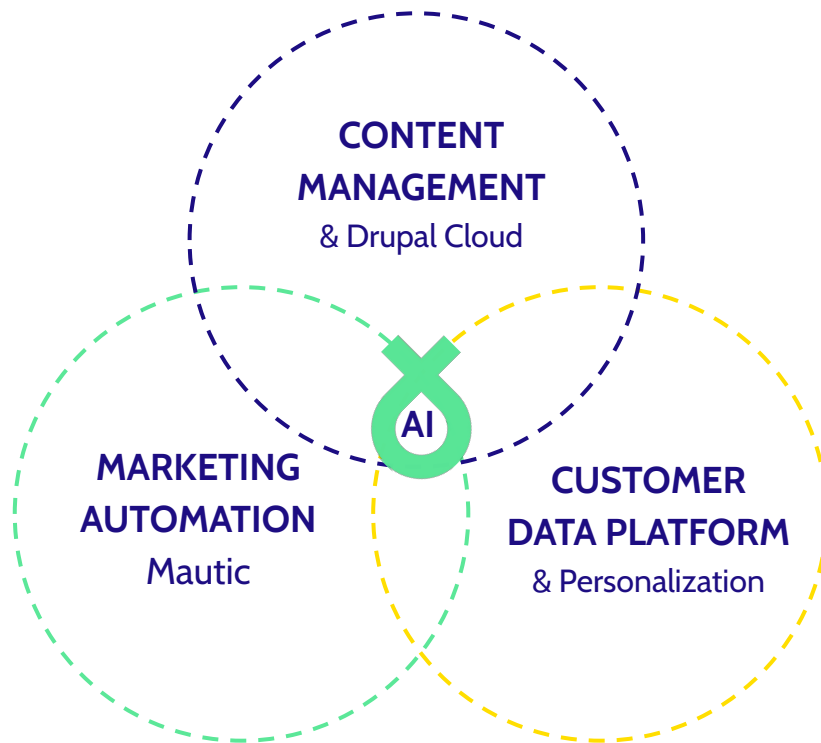 CONTENT
MANAGEMENT
& Drupal Cloud
AI
MARKETING
AUTOMATION
Mautic
CUSTOMER
DATA PLATFORM
& Personalization